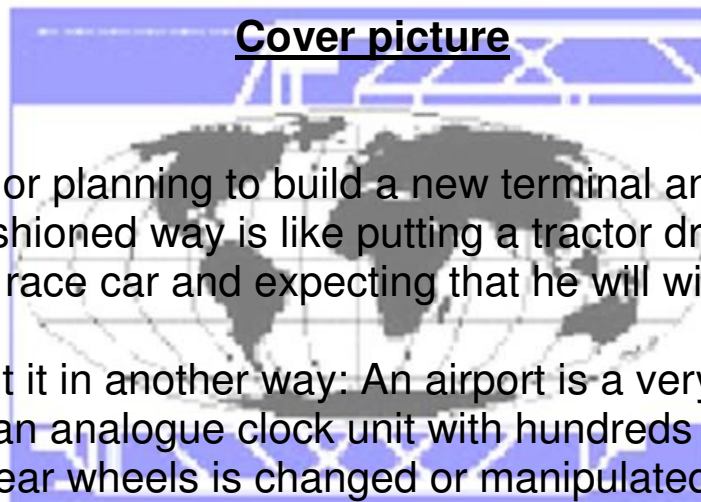 Cover picture
or planning to build a new terminal an
shioned way is like putting a tractor dr
race car and expecting that he will wi
t it in another way: An airport is a very
an analogue clock unit with hundreds
ear wheels is changed or manipulated